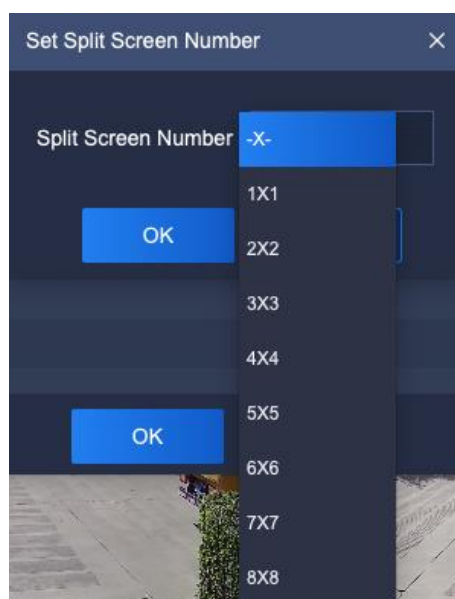 Set Split Screen Number
Split Screen Number -X-
1X1
OK
2X2
3X3
4X4
5X5
OK
6X6
7X7
8X8